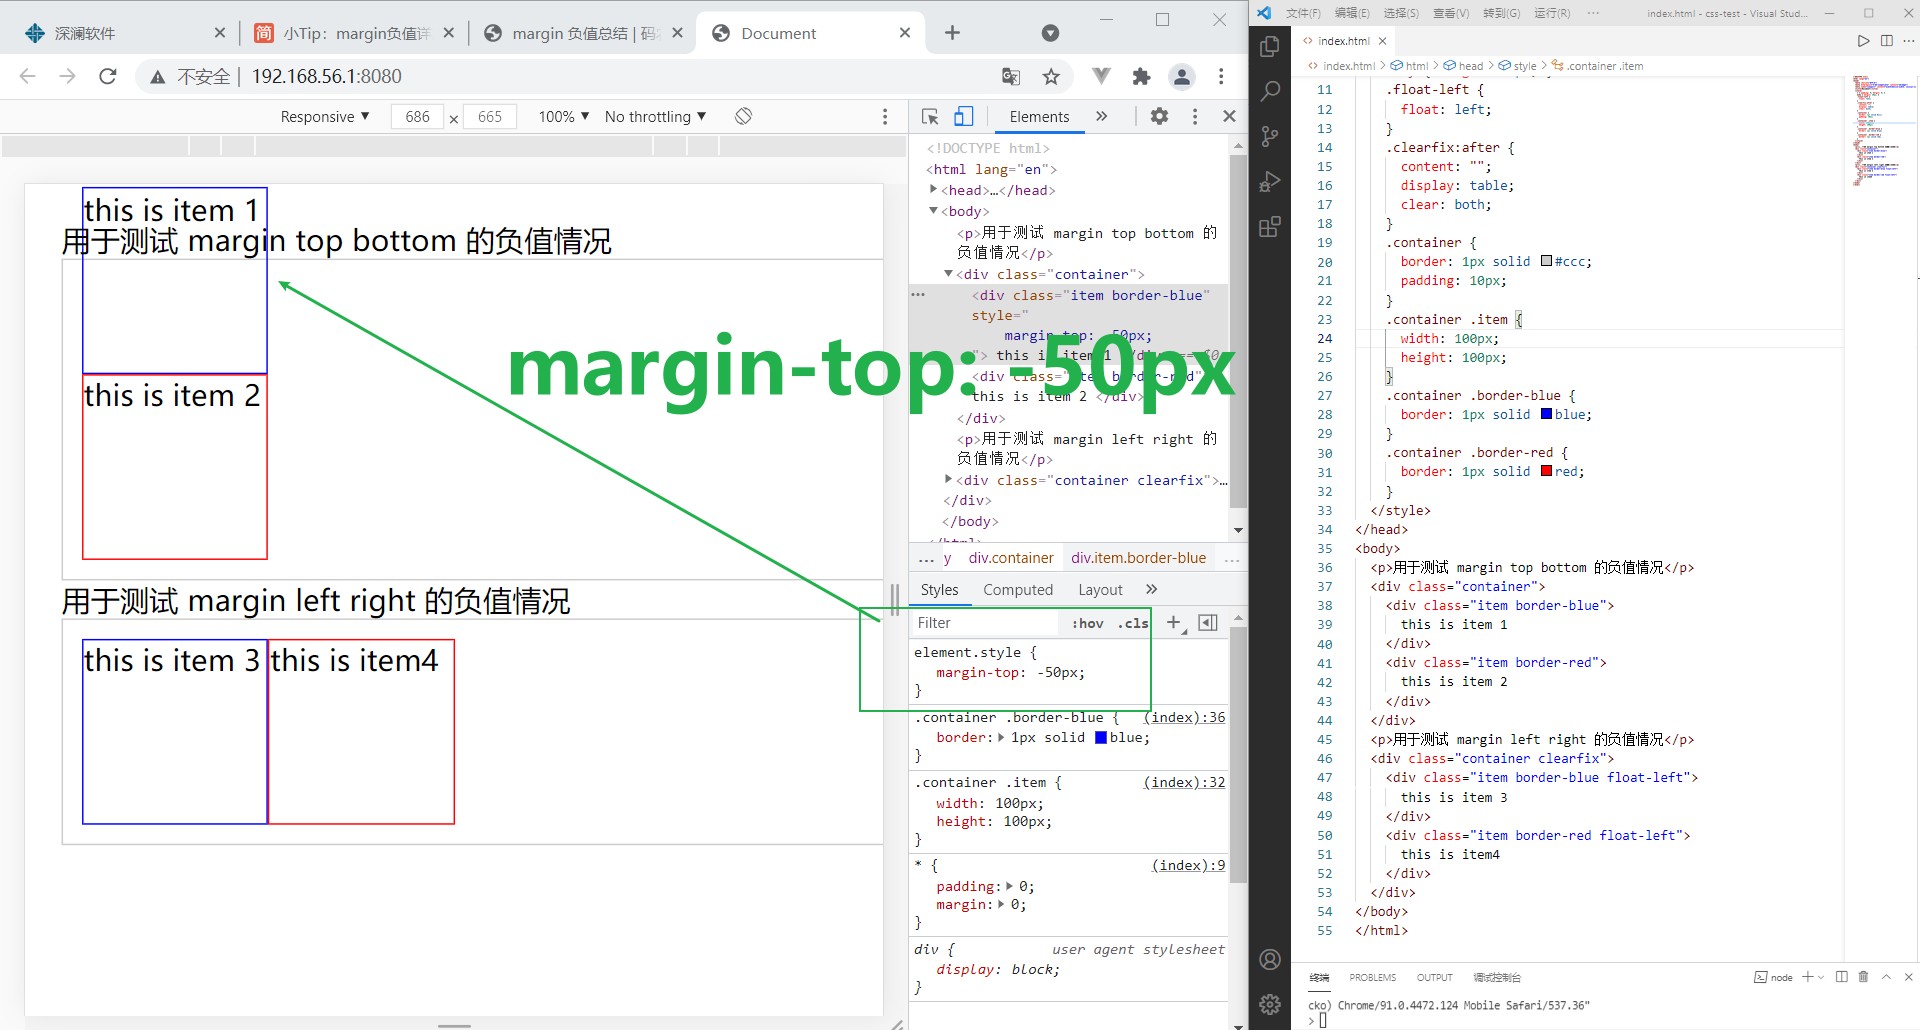 深澜软件
小Tip：margin负值详
margin 负值总结 | 码农
Document
不安全 | 192.168.56.1:8080
Responsive ▼ 686 x 665 100% ▼ No throttling ▼
this is item 1
用于测试 margin top bottom 的负值情况
this is item 2
用于测试 margin left right 的负值情况
this is item 3
this is item4
margin-top: -50px
Elements
<!DOCTYPE html>
<html lang="en">
<head>…</head>
<body>
<p>用于测试 margin top bottom 的
负值情况</p>
<div class="container">
<div class="item border-blue"
style="
margin-top: -50px;
"> this is item 1
<div class="item border-red"
this is item 2 </div>
</div>
<p>用于测试 margin left right 的
负值情况</p>
<div class="container clearfix">…
</div>
</body>
</html>
… y div.container div.item.border-blue …
Styles Computed Layout
Filter :hov .cls
element.style {
margin-top: -50px;
}
.container .border-blue { (index):36
border: 1px solid blue;
}
.container .item { (index):32
width: 100px;
height: 100px;
}
* { (index):9
padding: 0;
margin: 0;
}
div { user agent stylesheet
display: block;
}
文件(F) 编辑(E) 选择(S) 查看(V) 转到(G) 运行(R) ··· index.html - css-test - Visual Stud...
index.html
index.html > html > head > style > .container .item
11 .float-left {
12 float: left;
13 }
14 .clearfix:after {
15 content: "";
16 display: table;
17 clear: both;
18 }
19 .container {
20 border: 1px solid #ccc;
21 padding: 10px;
22 }
23 .container .item {
24 width: 100px;
25 height: 100px;
26 }
27 .container .border-blue {
28 border: 1px solid blue;
29 }
30 .container .border-red {
31 border: 1px solid red;
32 }
33 </style>
34 </head>
35 <body>
36 <p>用于测试 margin top bottom 的负值情况</p>
37 <div class="container">
38 <div class="item border-blue">
39 this is item 1
40 </div>
41 <div class="item border-red">
42 this is item 2
43 </div>
44 </div>
45 <p>用于测试 margin left right 的负值情况</p>
46 <div class="container clearfix">
47 <div class="item border-blue float-left">
48 this is item 3
49 </div>
50 <div class="item border-red float-left">
51 this is item4
52 </div>
53 </div>
54 </body>
55 </html>
终端 PROBLEMS OUTPUT 调试控制台 node
cko) Chrome/91.0.4472.124 Mobile Safari/537.36"
>